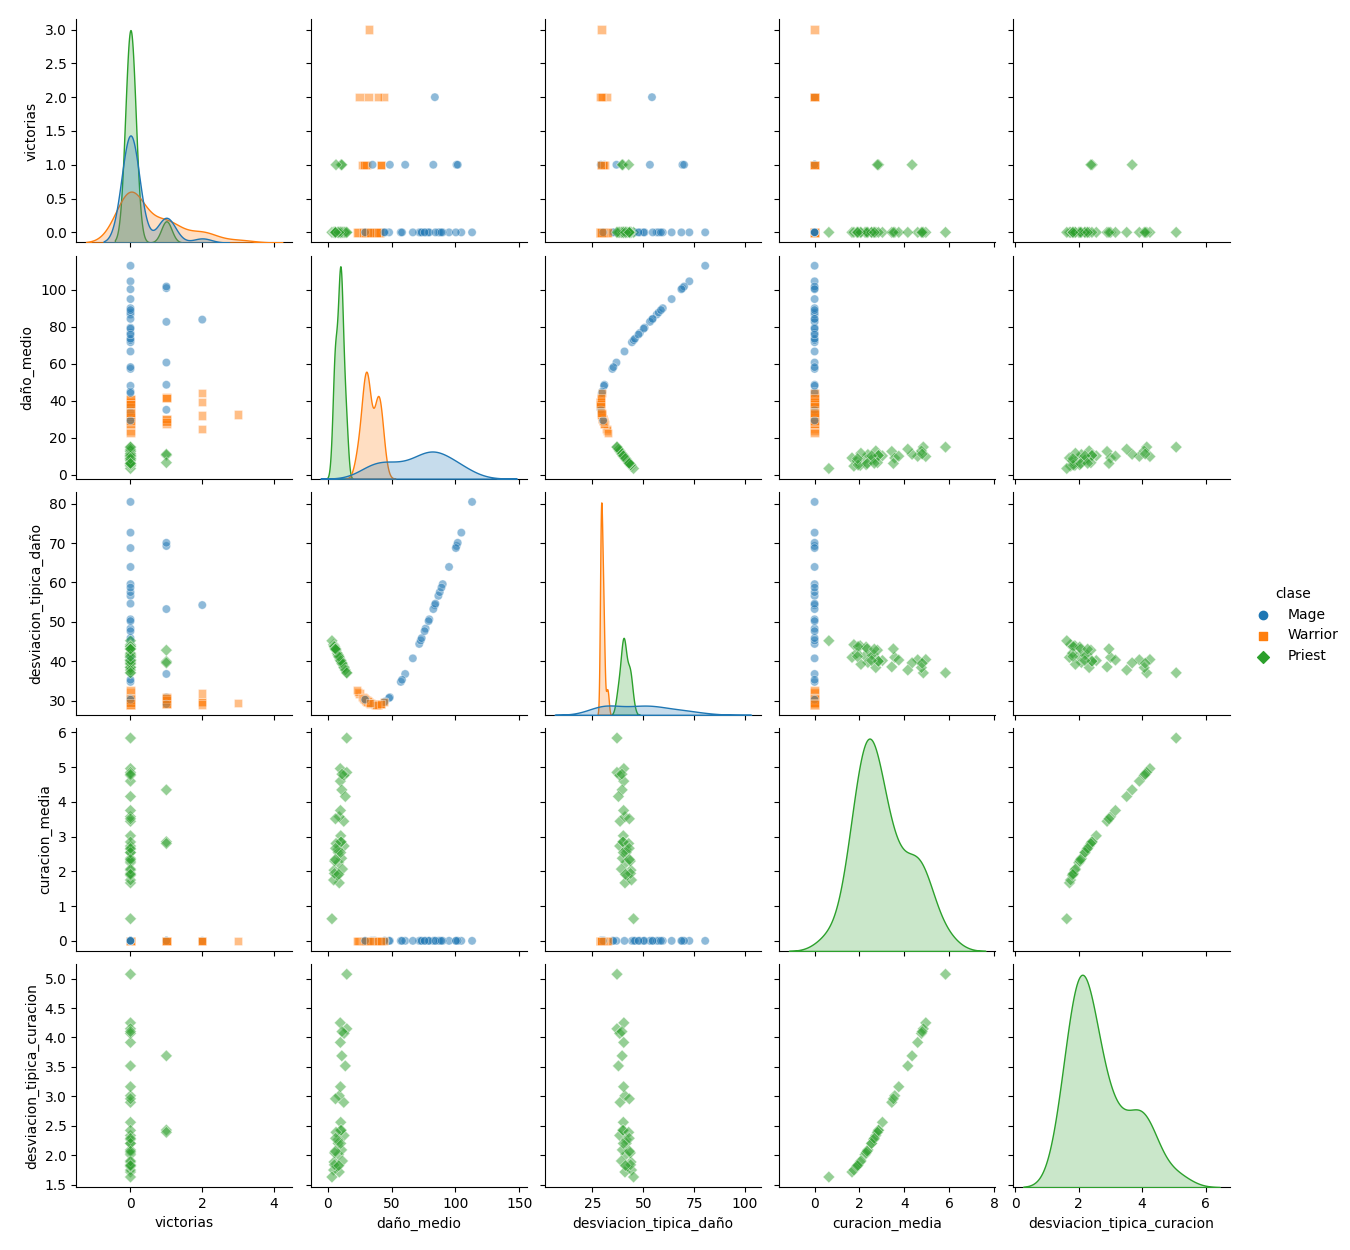 3.0
2.5
2.0
1.5
1.0
0.5
0.0
victorias
100
80
60
40
20
0
daño_medio
80
70
60
50
40
30
desviacion_tipica_daño
clase
Mage
Warrior
Priest
6
5
4
3
2
1
0
curacion_media
5.0
4.5
4.0
3.5
3.0
2.5
2.0
1.5
desviacion_tipica_curacion
0 2 4
0 50 100 150
25 50 75 100
0 2 4 6 8
0 2 4 6
victorias
daño_medio
desviacion_tipica_daño
curacion_media
desviacion_tipica_curacion